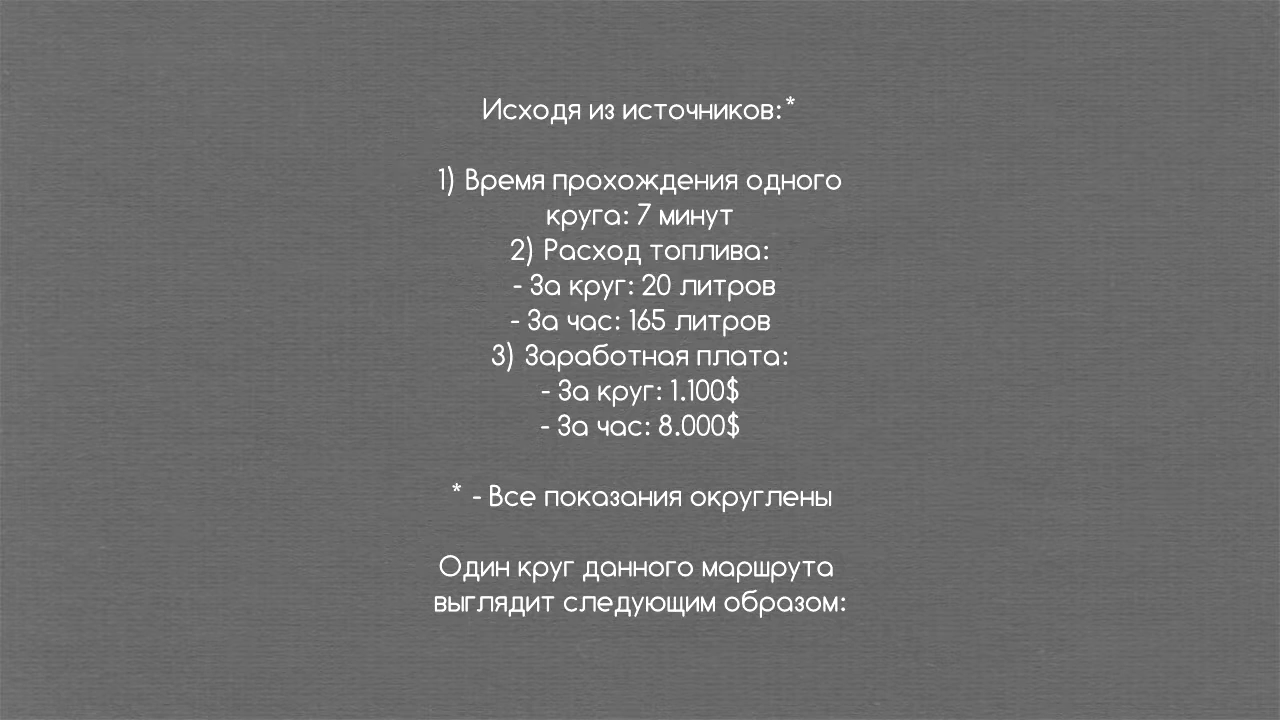 Исходя из источников:*
1) Время прохождения одного
круга: 7 минут
2) Расход топлива:
- За круг: 20 литров
- За час: 165 литров
3) Заработная плата:
- За круг: 1.100$
- За час: 8.000$
* - Все показания округлены
Один круг данного маршрута
выглядит следующим образом: